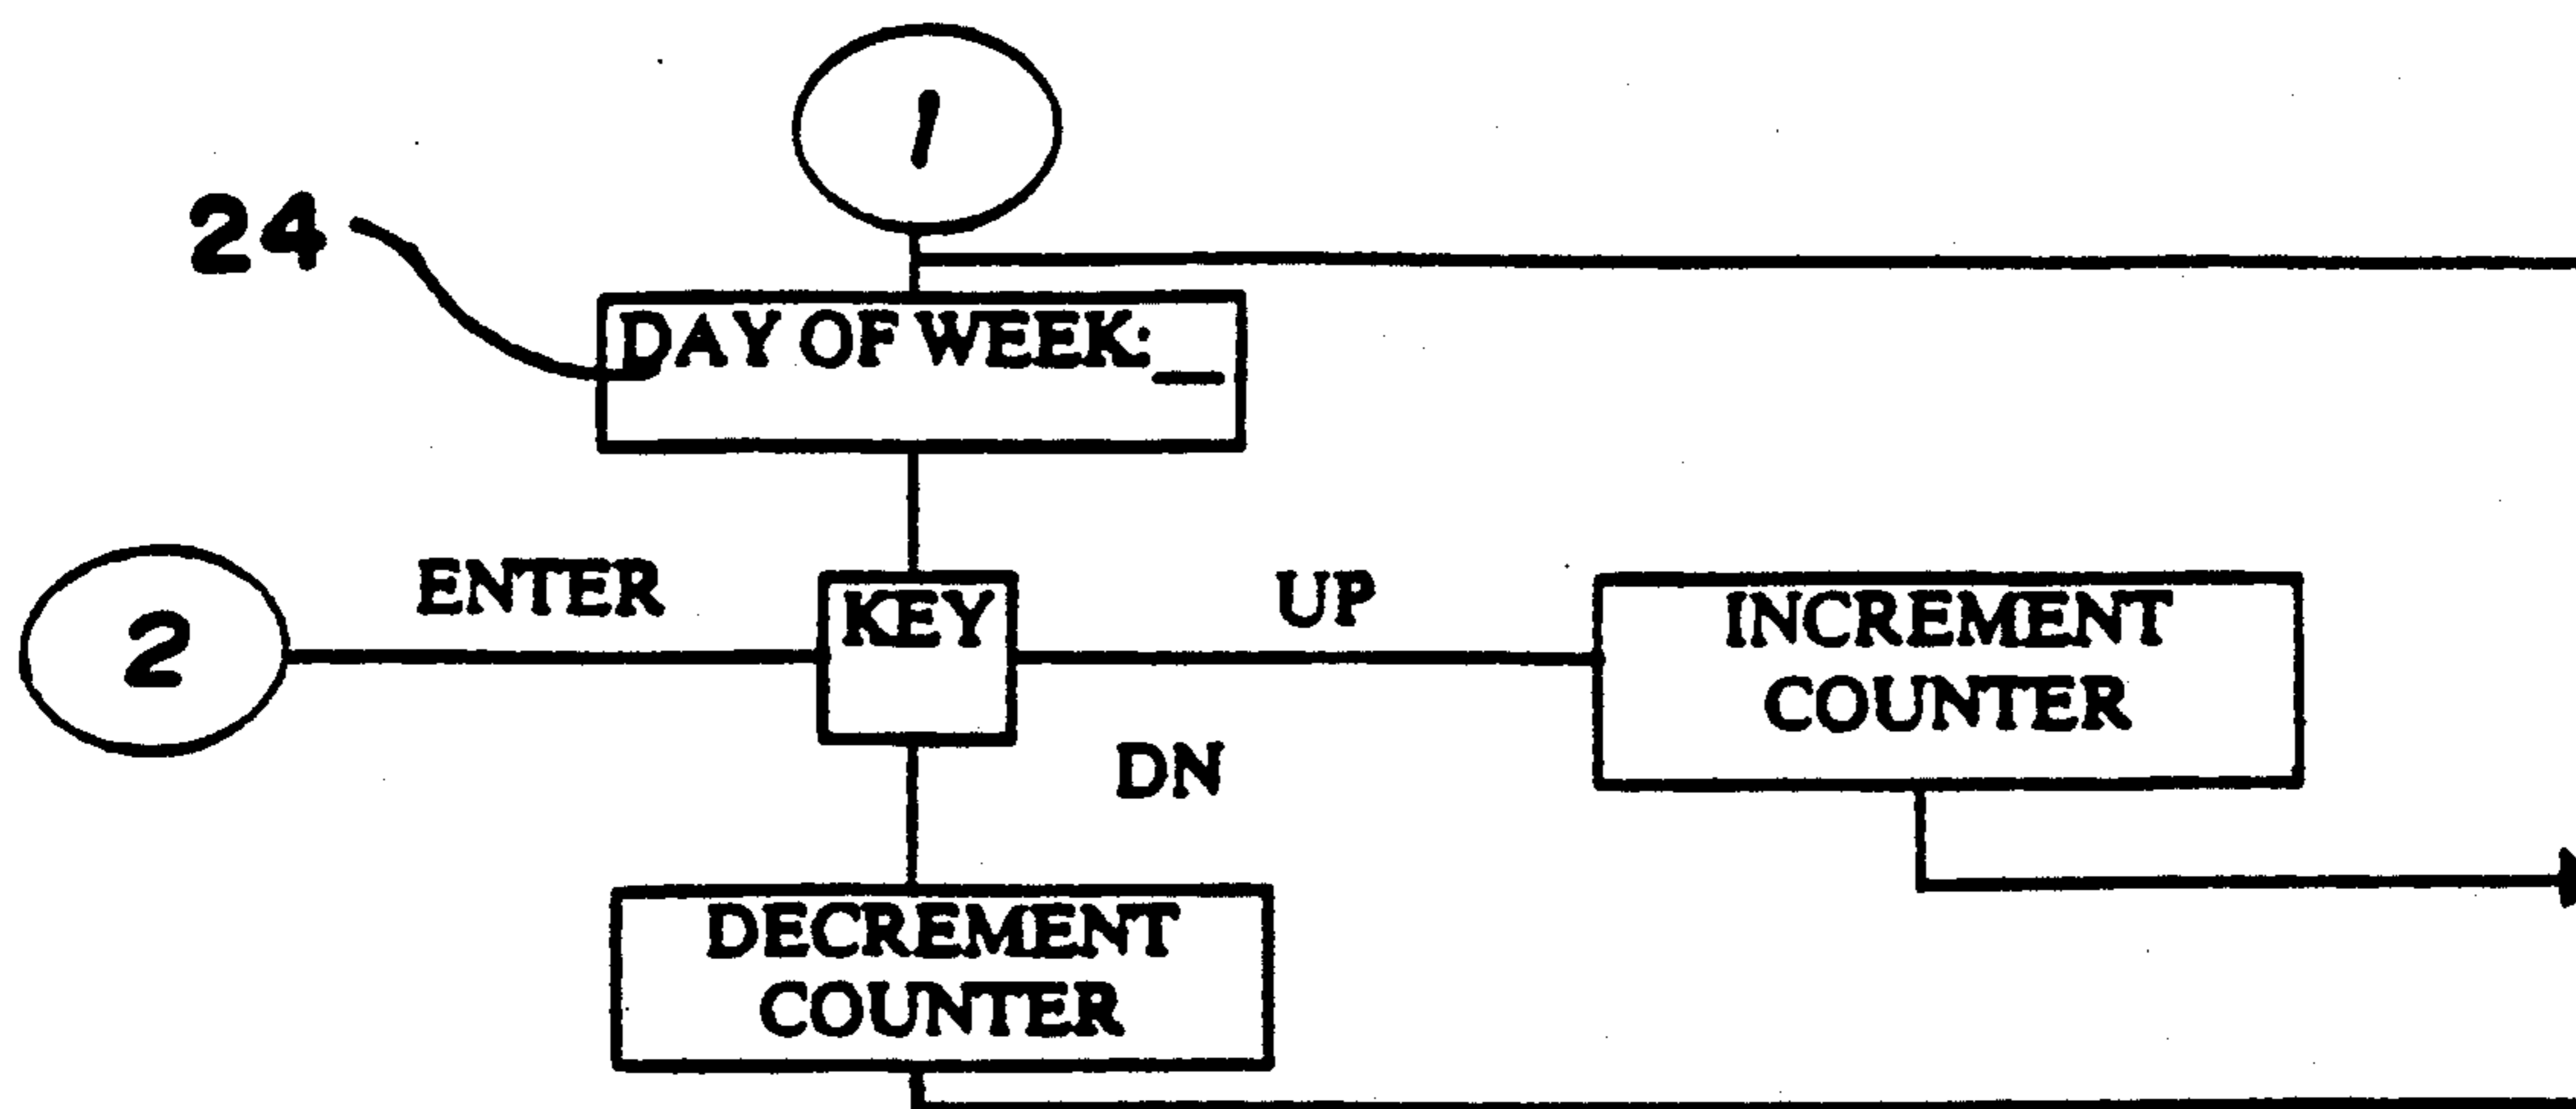 1
24
DAY OF WEEK:_
ENTER
UP
2
KEY
INCREMENT
COUNTER
DN
DECREMENT
COUNTER